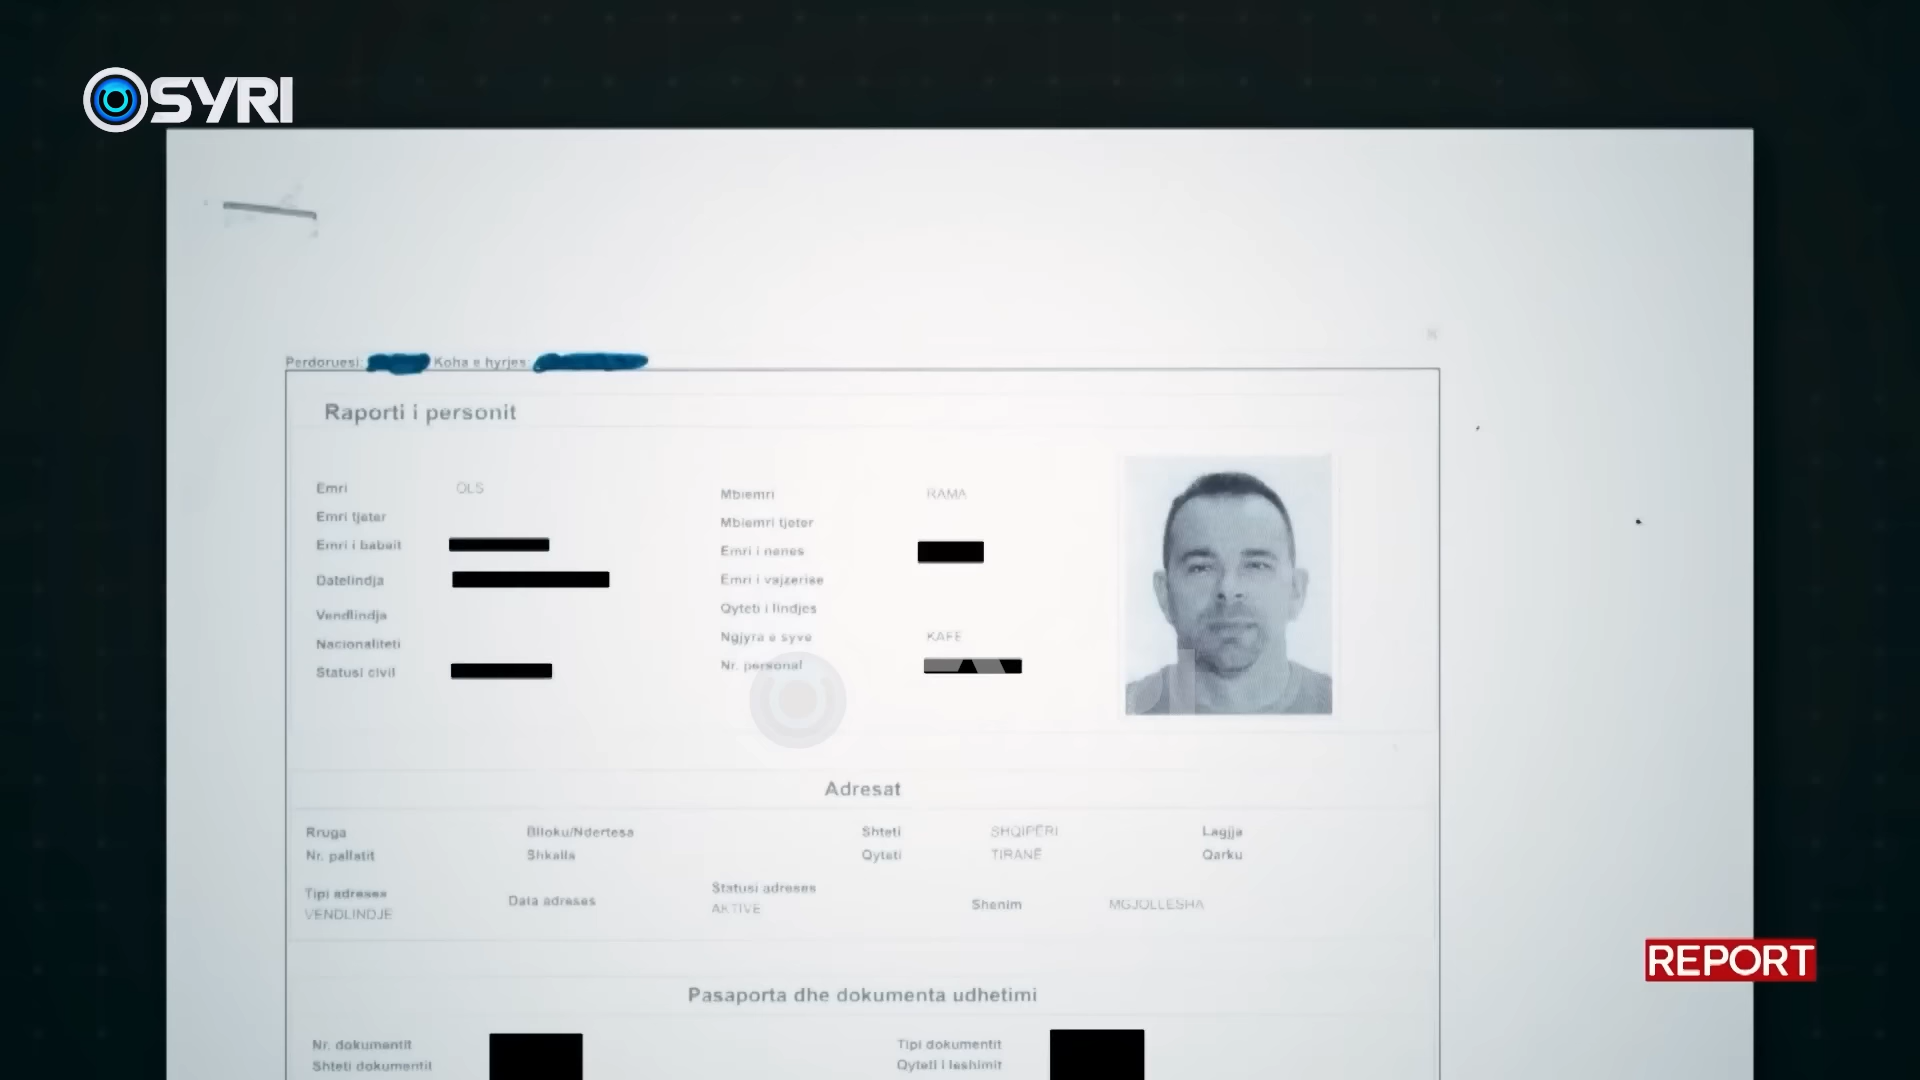 SYRI
Perdoruesi: Koha e hyrjes:
Raporti i personit
Emri OLS
Emri tjeter
Emri i babait
Datelindja
Vendlindja
Nacionaliteti
Statusi civil
Mbiemri RAMA
Mbiemri tjeter
Emri i nenes
Emri i vajzerise
Qyteti i lindjes
Ngjyra e syve KAFE
Nr. personal
Adresat
Rruga Blloku/Ndertesa Shteti SHQIPËRI Lagjja
Nr. pallatit Shkalla Qyteti TIRANË Qarku
Tipi adreses Data adreses Statusi adreses Shenim MGJOLLESHA
VENDLINDJE AKTIVE
REPORT
Pasaporta dhe dokumenta udhetimi
Nr. dokumentit Tipi dokumentit
Shteti dokumentit Qyteti i leshimit